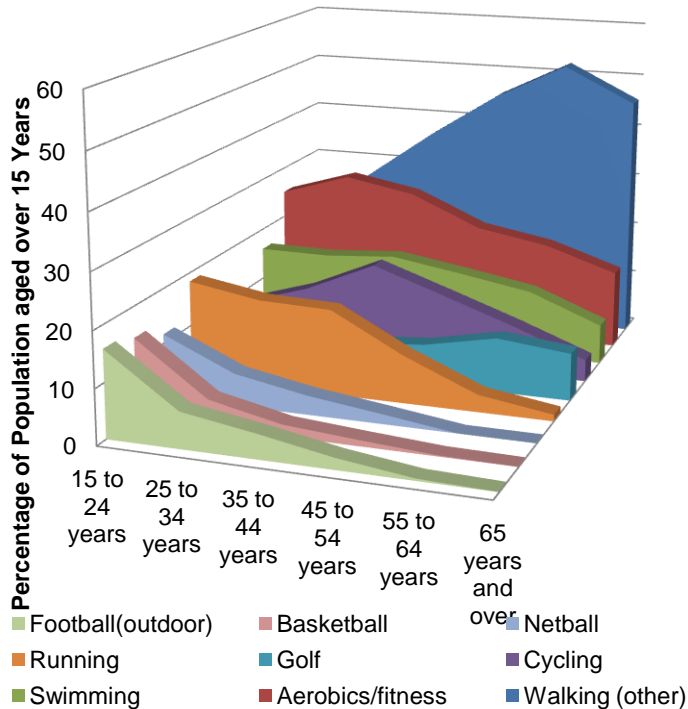 Percentage of Population aged over 15 Years
60
50
40
30
20
10
0
15 to
24
years
25 to
34
years
35 to
44
years
45 to
54
years
55 to
64
years
65
years
and
over
Football(outdoor)
Basketball
Netball
Running
Golf
Cycling
Swimming
Aerobics/fitness
Walking (other)